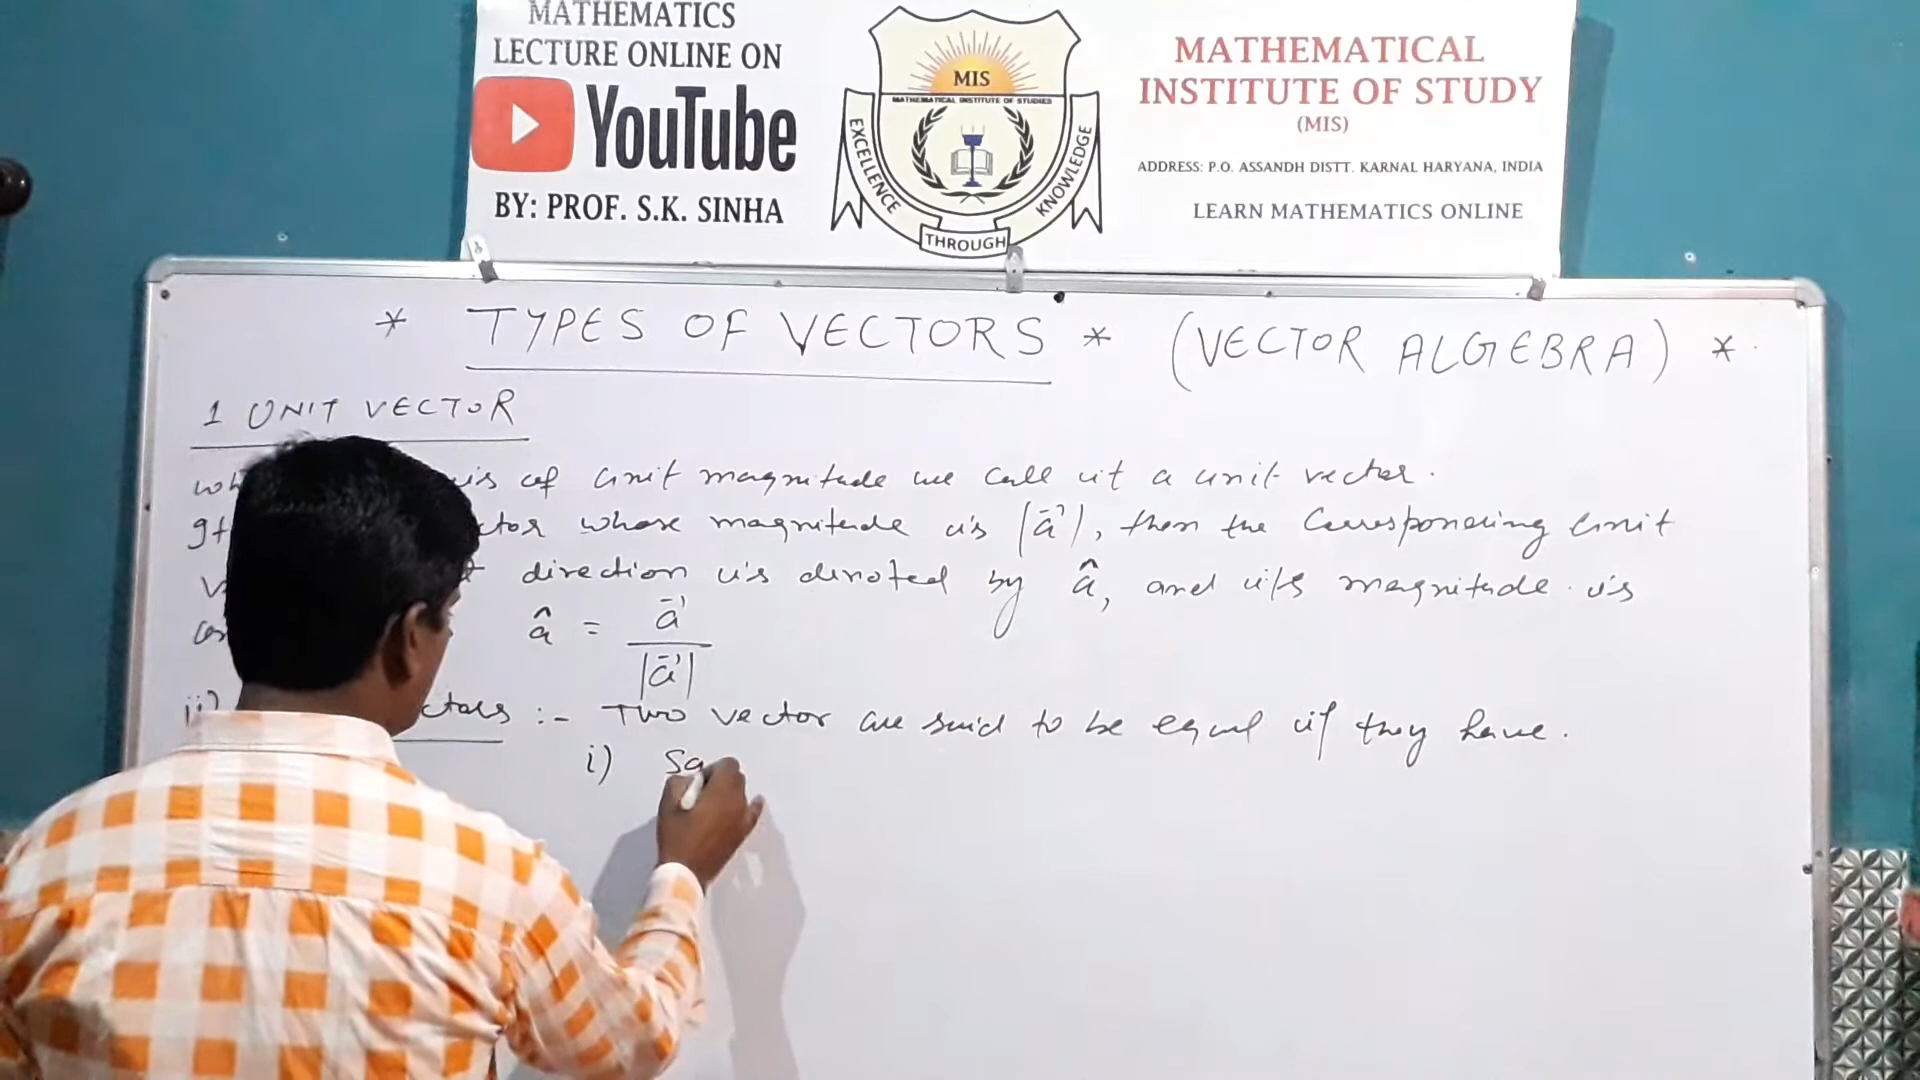 MATHEMATICS
LECTURE ONLINE ON
YouTube
BY: PROF. S.K. SINHA
MIS
MATHEMATICAL INSTITUTE OF STUDIES
EXCELLENCE
THROUGH
KNOWLEDGE
MATHEMATICAL
INSTITUTE OF STUDY
(MIS)
ADDRESS: P.O. ASSANDH DISTT. KARNAL HARYANA, INDIA
LEARN MATHEMATICS ONLINE
* TYPES OF VECTORS * (VECTOR ALGEBRA) *
1 UNIT VECTOR
is of unit magnitude we call it a unit vector.
whose magnitude is |a⃗|, then the corresponding unit
direction is denoted by â, and its magnitude is
â = a⃗ / |a⃗|
ii) :- Two vector are said to be equal if they have.
i) Sa